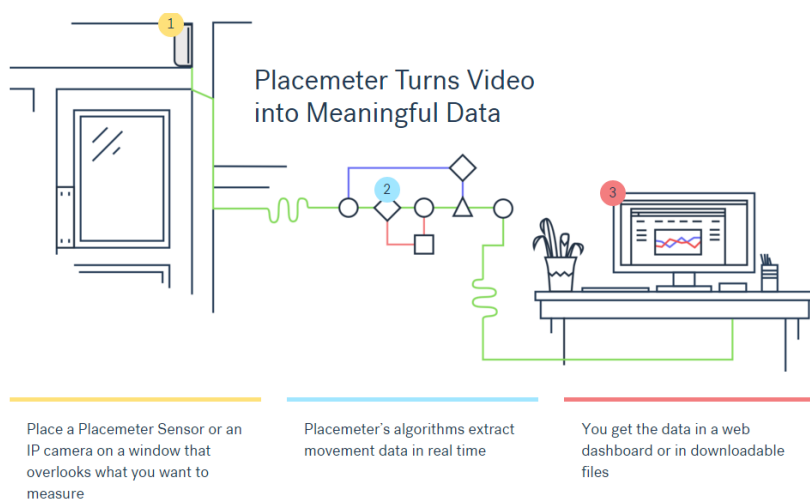 1
Placemeter Turns Video
into Meaningful Data
2
3
Place a Placemeter Sensor or an
IP camera on a window that
overlooks what you want to
measure
Placemeter's algorithms extract
movement data in real time
You get the data in a web
dashboard or in downloadable
files